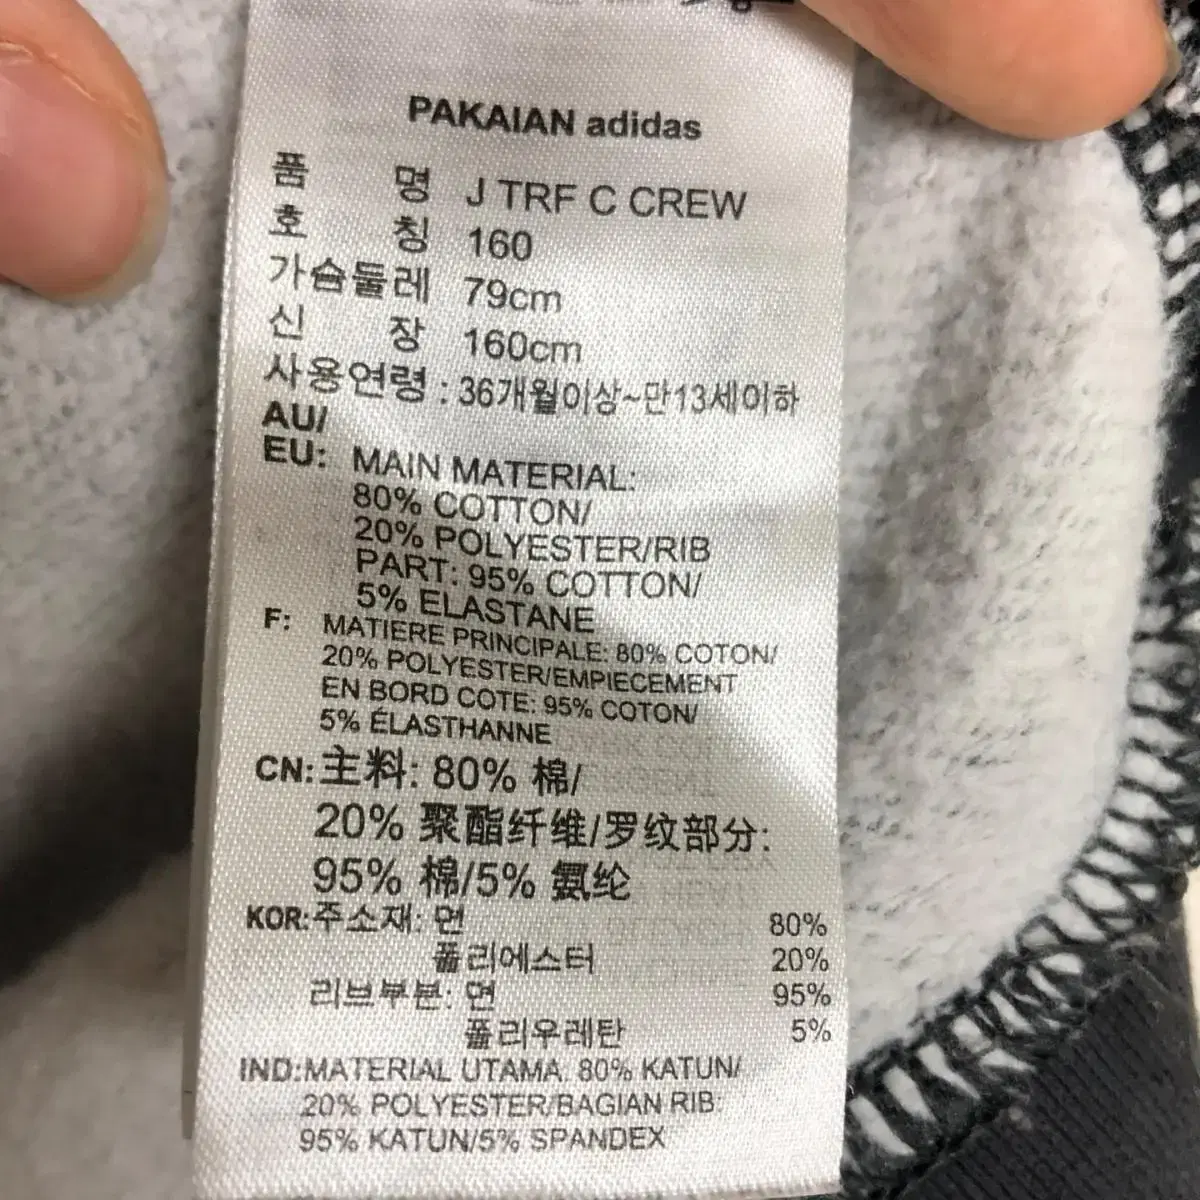 PAKAIAN adidas
품 명 J TRF C CREW
호 칭 160
가슴둘레 79cm
신 장 160cm
사용연령 : 36개월이상~만13세이하
AU/
EU: MAIN MATERIAL:
80% COTTON/
20% POLYESTER/RIB
PART: 95% COTTON/
5% ELASTANE
F: MATIERE PRINCIPALE: 80% COTON/
20% POLYESTER/EMPIECEMENT
EN BORD COTE: 95% COTON/
5% ÉLASTHANNE
CN: 主料: 80% 棉/
20% 聚酯纤维/罗纹部分:
95% 棉/5% 氨纶
KOR: 주소재: 면 80%
폴리에스터 20%
리브부분: 면 95%
폴리우레탄 5%
IND: MATERIAL UTAMA: 80% KATUN/
20% POLYESTER/BAGIAN RIB:
95% KATUN/5% SPANDEX